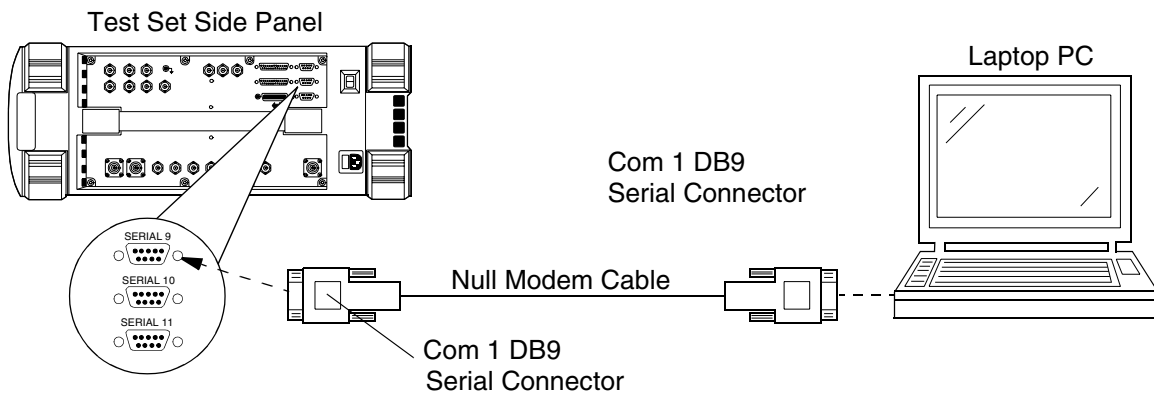 Test Set Side Panel
Laptop PC
Com 1 DB9
Serial Connector
SERIAL 9
SERIAL 10
SERIAL 11
Null Modem Cable
Com 1 DB9
Serial Connector